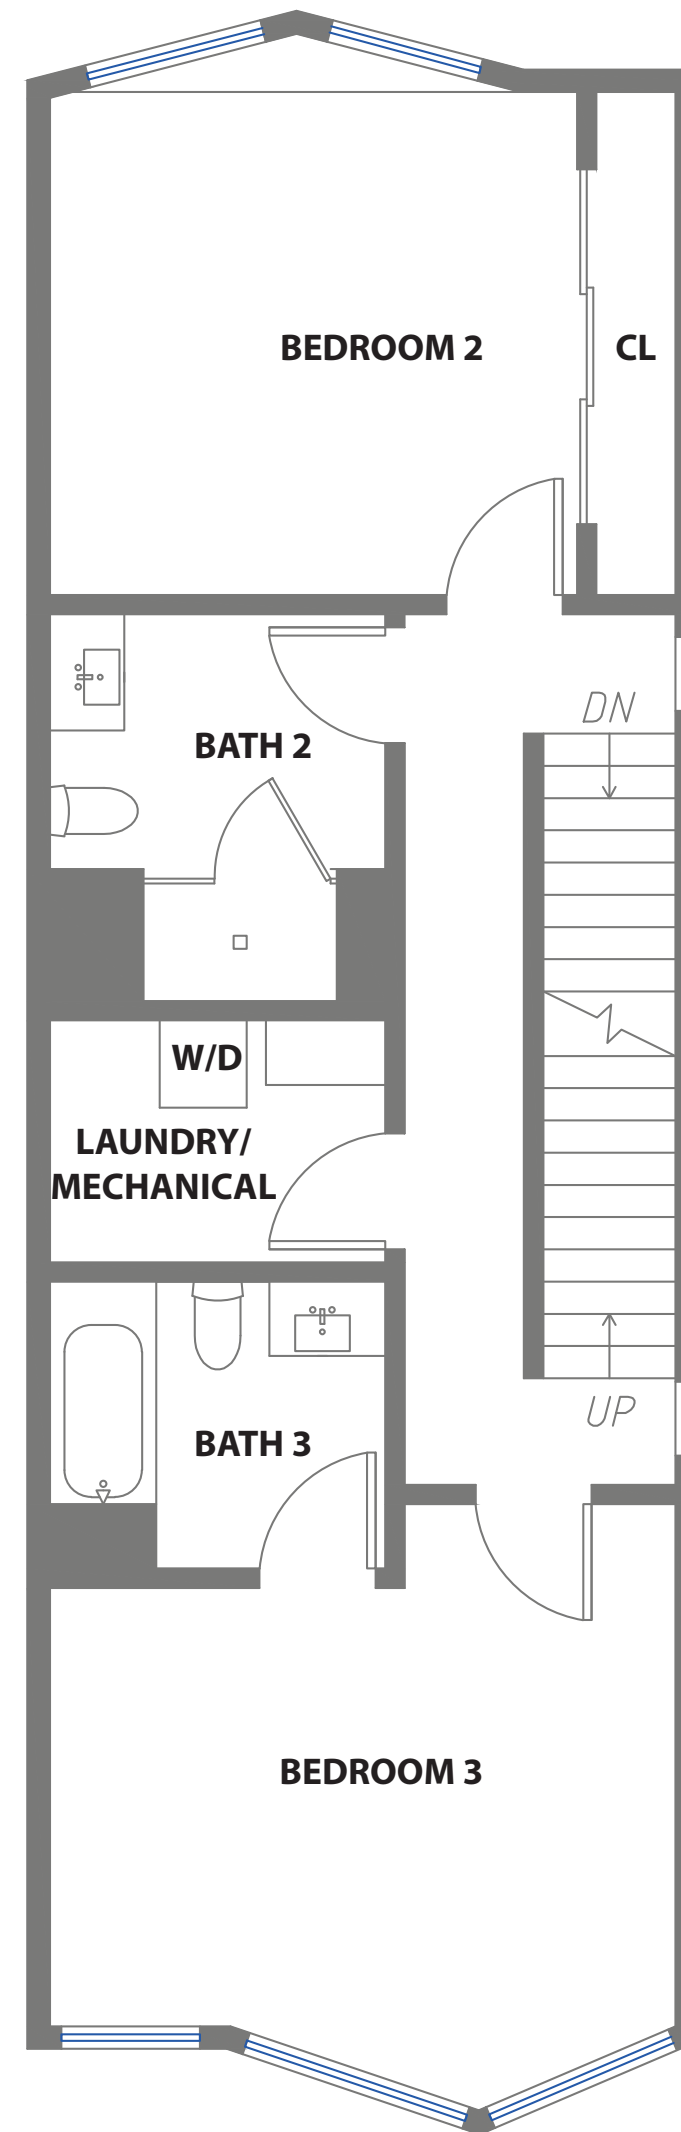 BEDROOM 2
CL
DN
BATH 2
W/D
LAUNDRY/
MECHANICAL
UP
BATH 3
BEDROOM 3